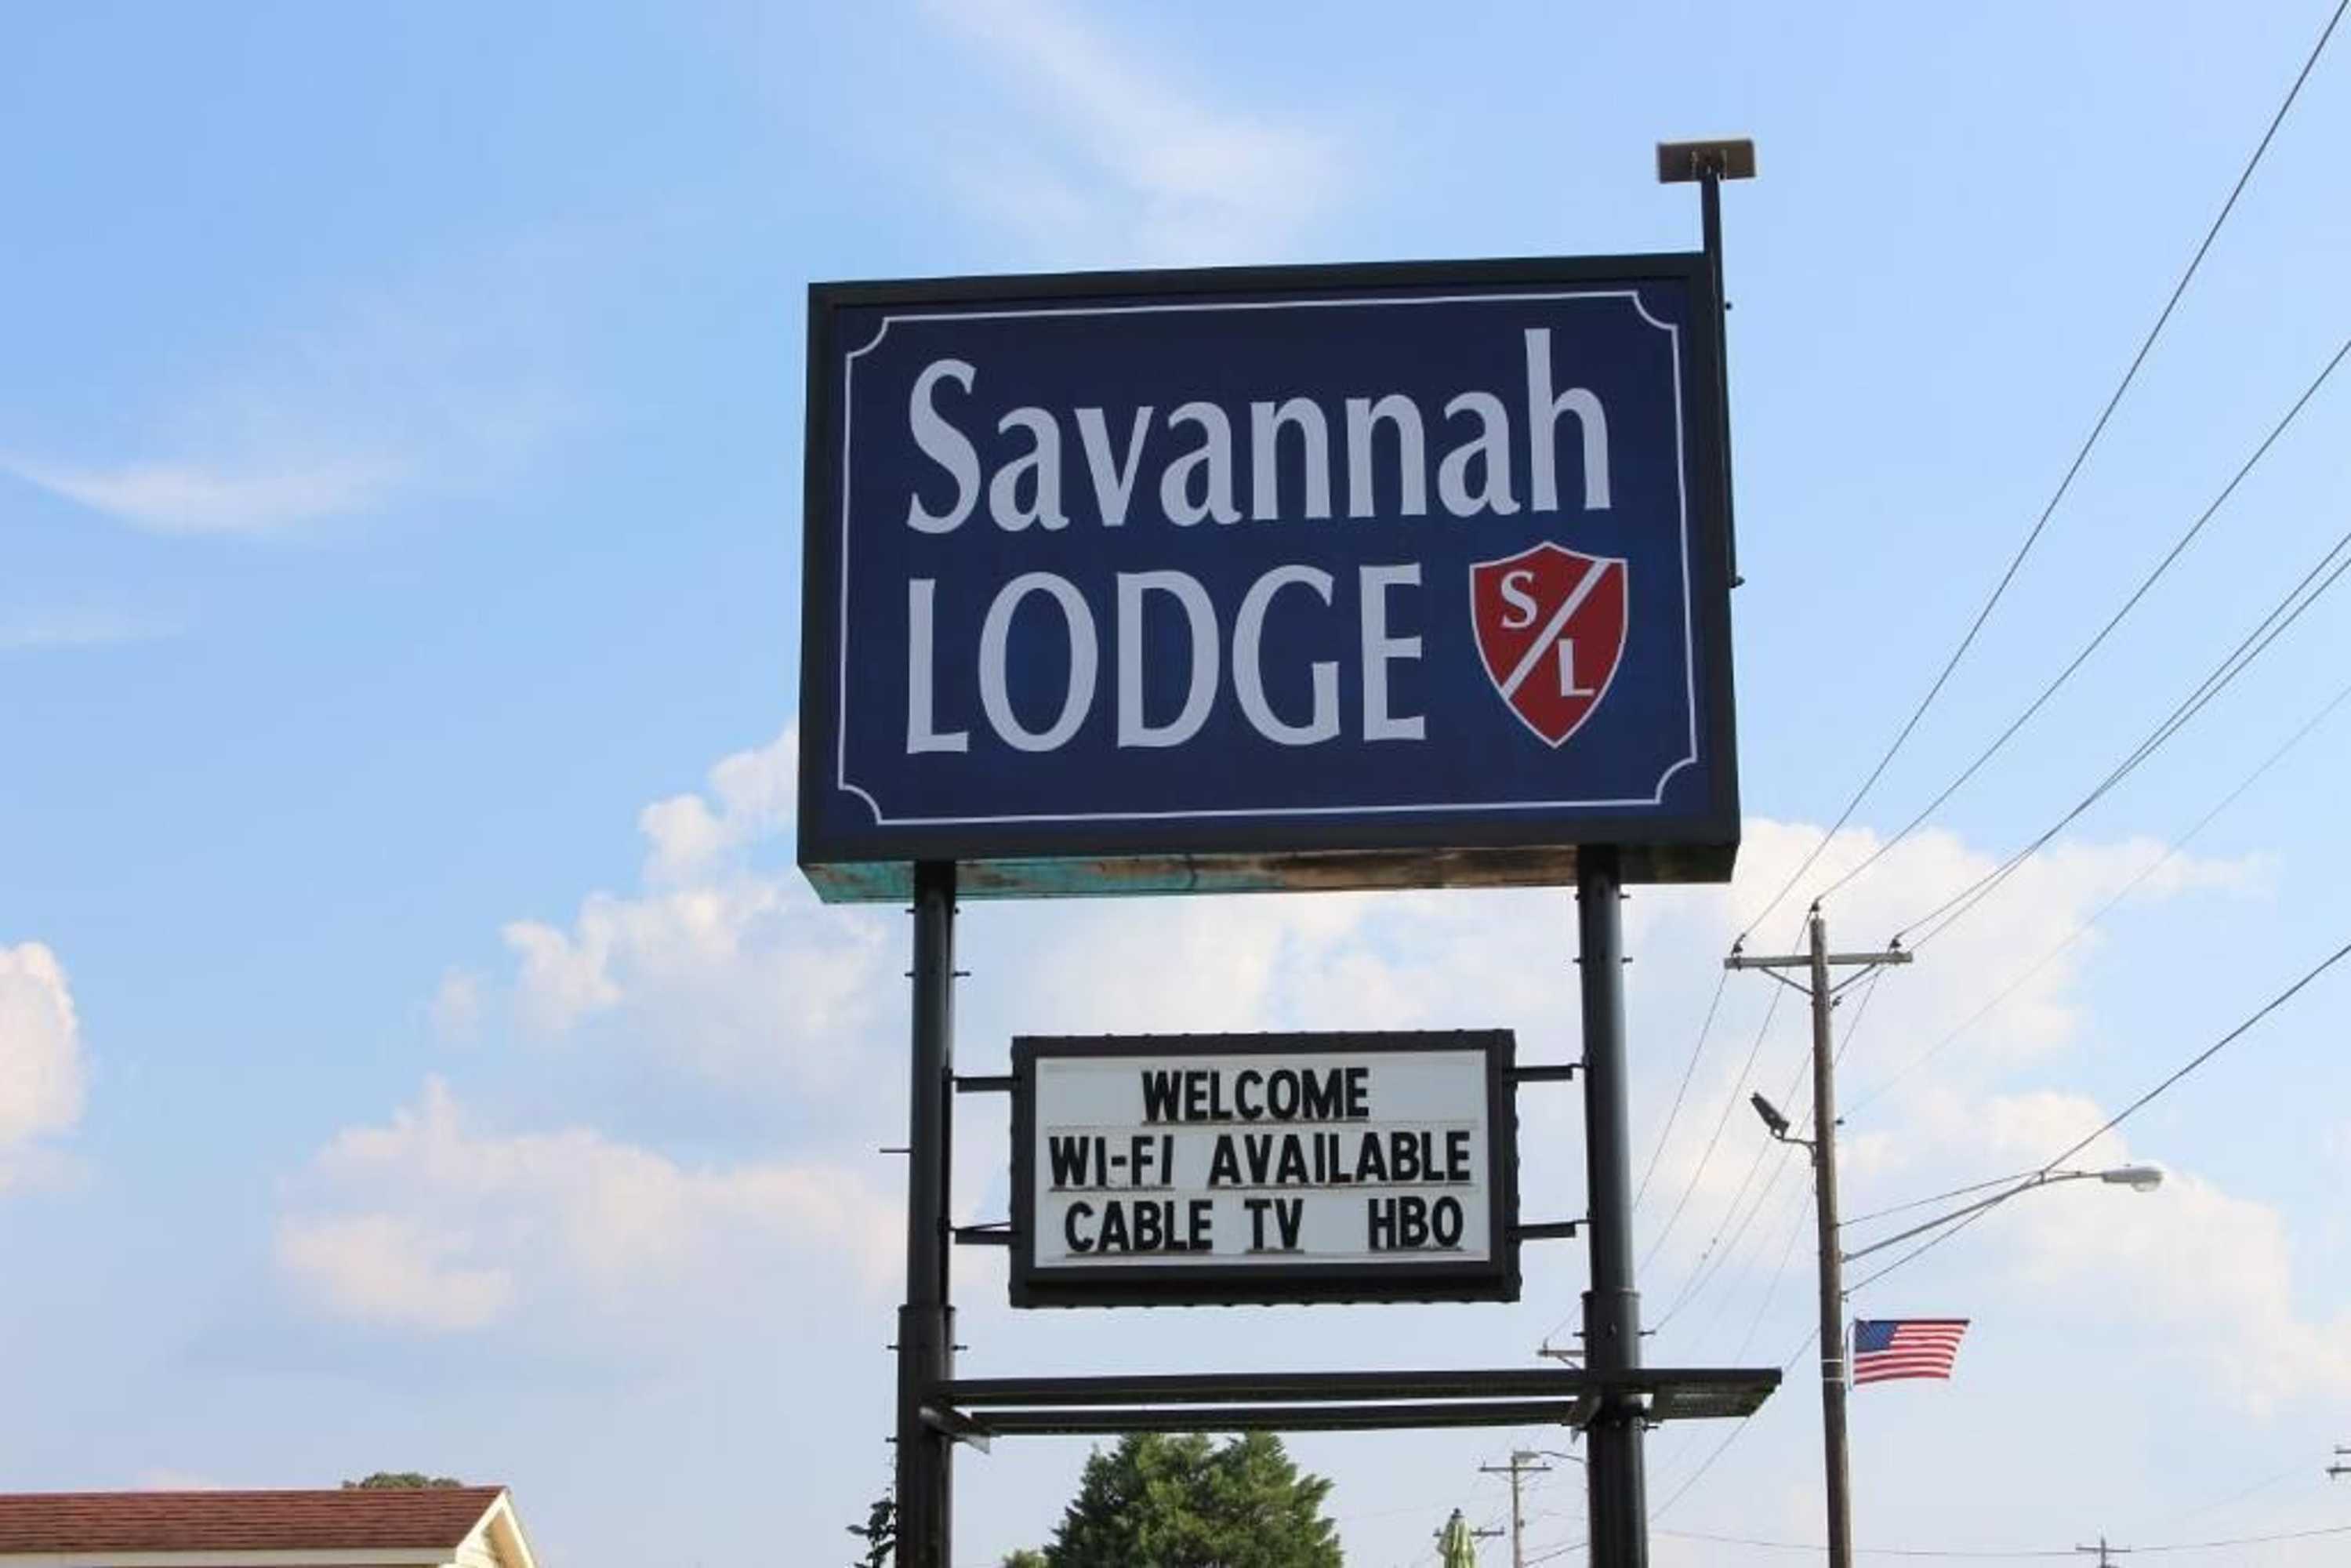 Savannah
LODGE
S/L
WELCOME
WI-FI AVAILABLE
CABLE TV HBO